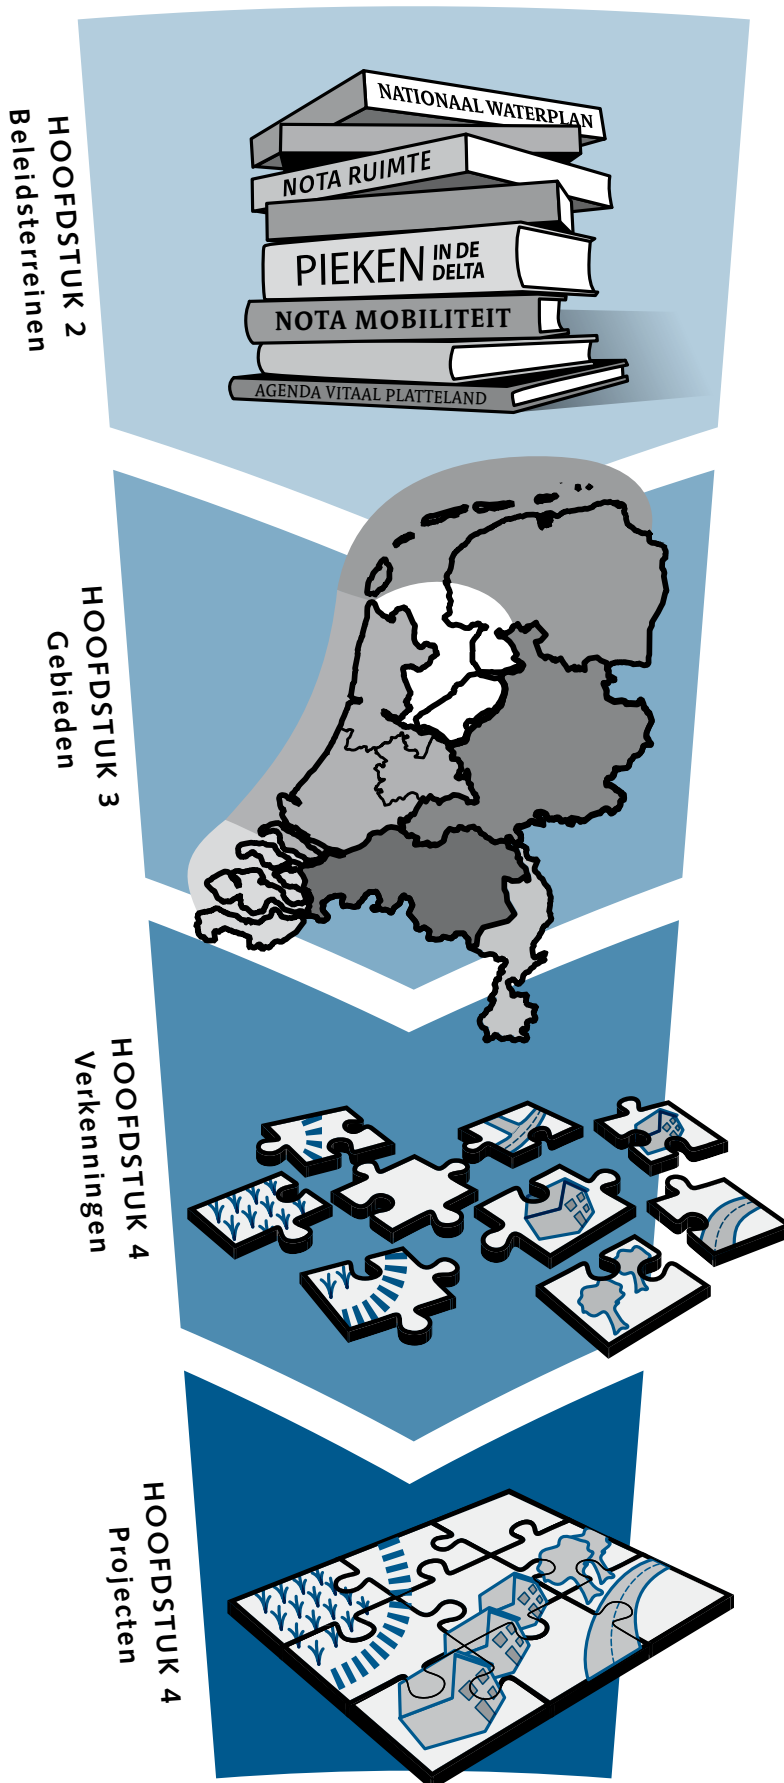 HOOFDSTUK 2
Beleidsterreinen
NATIONAAL WATERPLAN
NOTA RUIMTE
PIEKEN IN DE
DELTA
NOTA MOBILITEIT
AGENDA VITAAL PLATTELAND
HOOFDSTUK 3
Gebieden
HOOFDSTUK 4
Verkenningen
HOOFDSTUK 4
Projecten